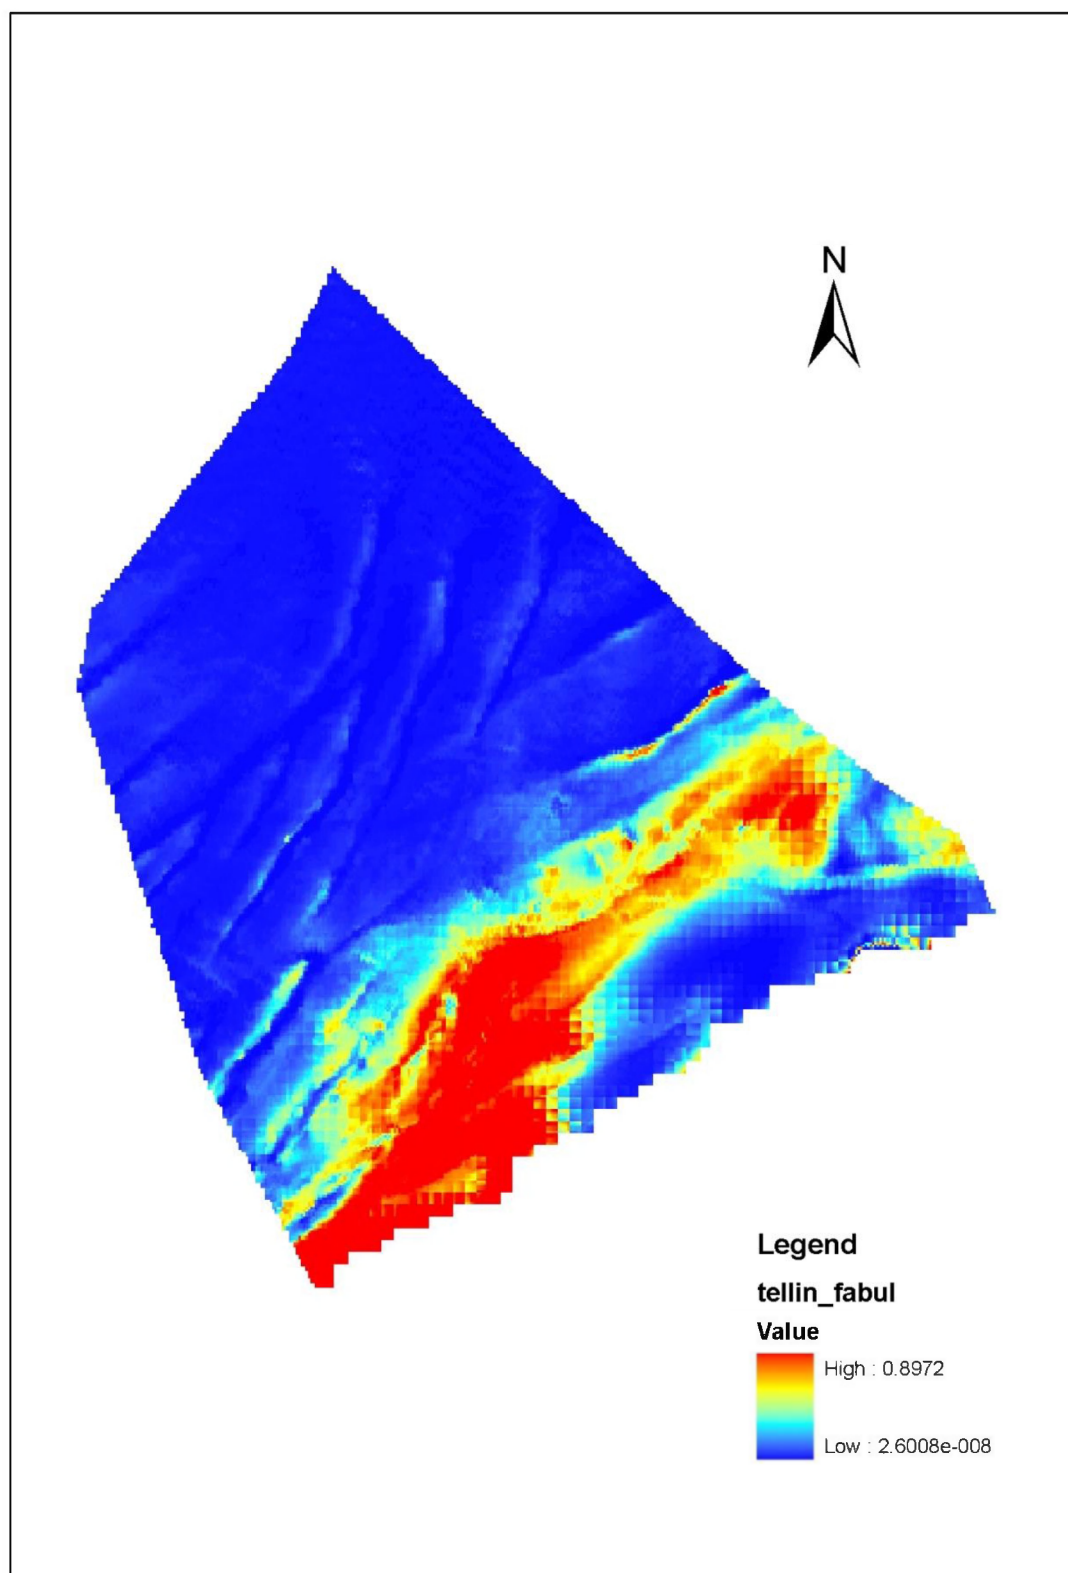 N
Legend
tellin_fabul
Value
High : 0.8972
Low : 2.6008e-008